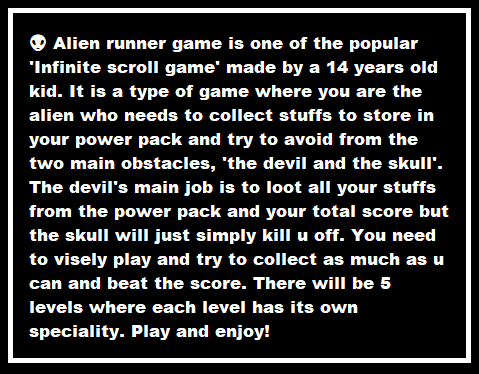 👽 Alien runner game is one of the popular
'Infinite scroll game' made by a 14 years old
kid. It is a type of game where you are the
alien who needs to collect stuffs to store in
your power pack and try to avoid from the
two main obstacles, 'the devil and the skull'.
The devil's main job is to loot all your stuffs
from the power pack and your total score but
the skull will just simply kill u off. You need
to visely play and try to collect as much as u
can and beat the score. There will be 5
levels where each level has its own
speciality. Play and enjoy!